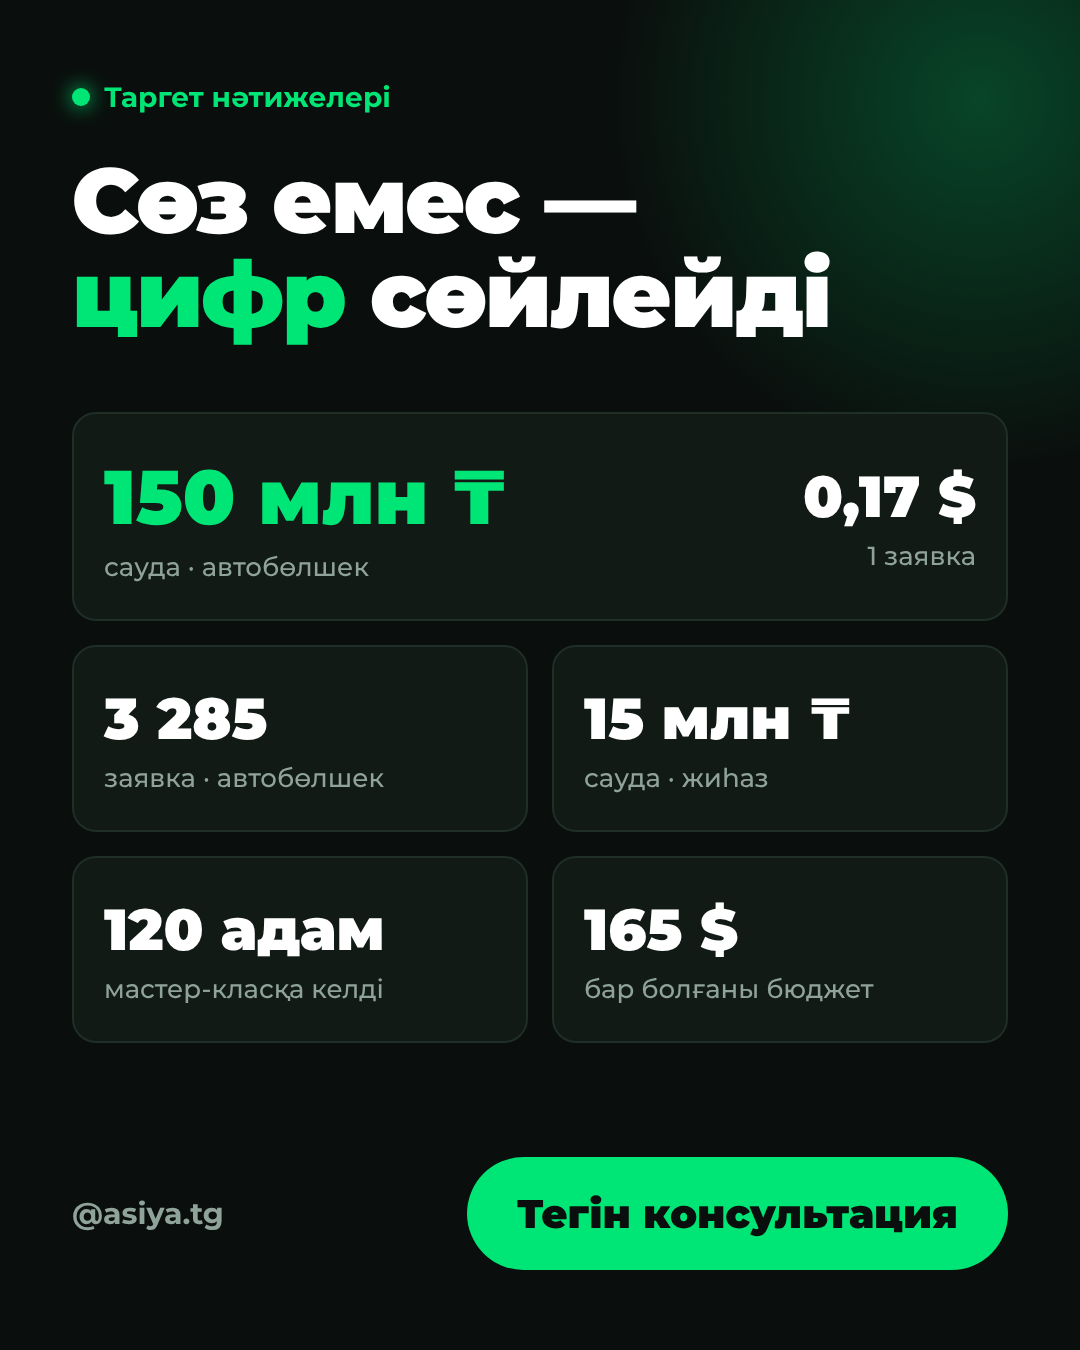 Таргет нәтижелері
Сөз емес —
цифр сөйлейді
150 млн ₸
сауда · автобөлшек
0,17 $
1 заявка
3 285
заявка · автобөлшек
15 млн ₸
сауда · жиһаз
120 адам
мастер-класқа келді
165 $
бар болғаны бюджет
@asiya.tg
Тегін консультация